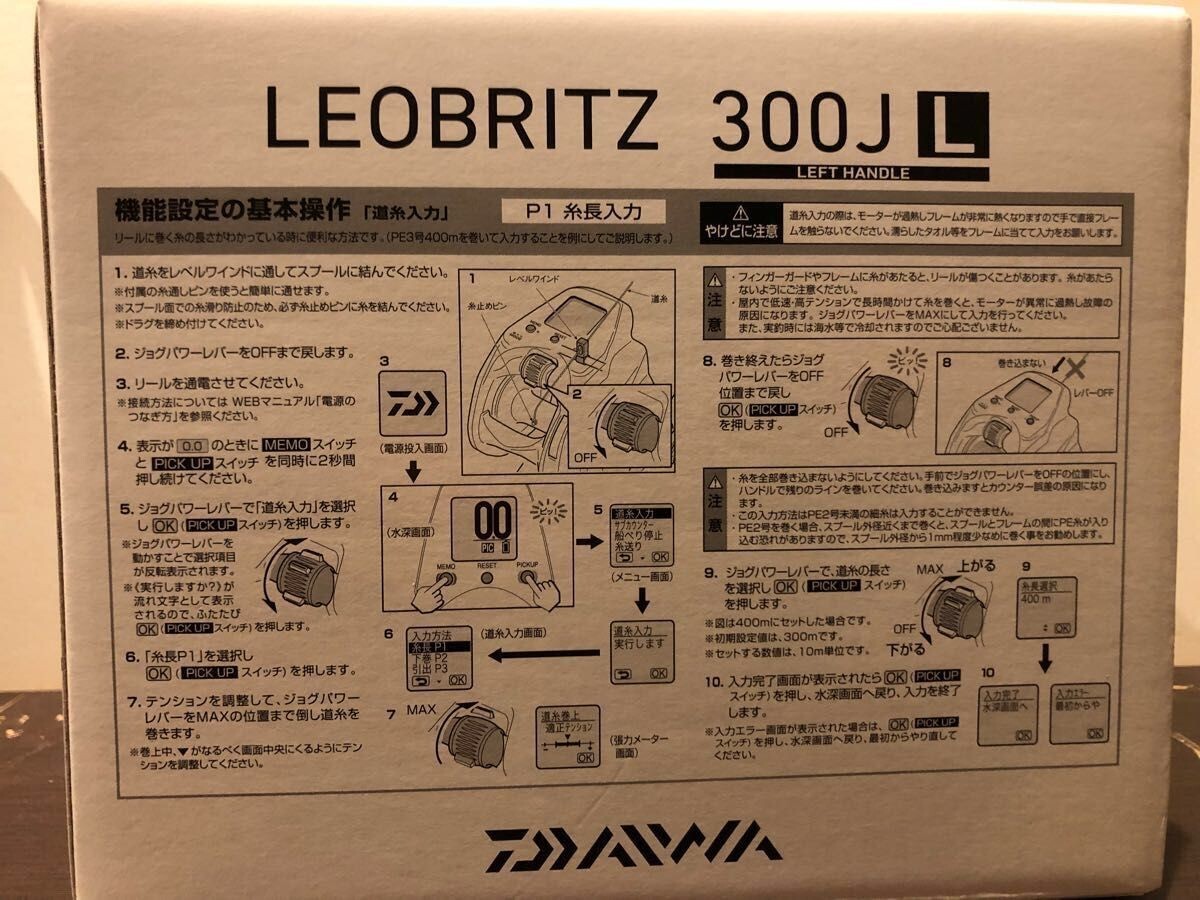 LEOBRITZ 300J L
LEFT HANDLE
機能設定の基本操作「道糸入力」 P1 糸長入力
リールに巻く糸の長さがわかっている時に便利な方法です。(PE3号400mを巻いて入力することを例にしてご説明します。)
やけどに注意
道糸入力の際は、モーターが過熱しフレームが非常に熱くなりますので手で直接フレー
ムを触らないでください。濡らしたタオル等をフレームに当てて入力をお願いします。
1. 道糸をレベルワインドに通してスプールに結んでください。
※付属の糸通しピンを使うと簡単に通せます。
※スプール面での糸滑り防止のため、必ず糸止めピンに糸を結んでください。
※ドラグを締め付けてください。
2. ジョグパワーレバーをOFFまで戻します。
3. リールを通電させてください。
※接続方法については WEBマニュアル「電源の
つなぎ方」を参照ください。
4. 表示が 0.0 のときに MEMO スイッチ
と PICK UP スイッチ を同時に2秒間
押し続けてください。
5. ジョグパワーレバーで「道糸入力」を選択
し OK (PICK UP スイッチ) を押します。
※ジョグパワーレバーを
動かすことで選択項目
が反転表示されます。
※《実行しますか?》が
流れ文字として表示
されるので、ふたたび
OK (PICK UP スイッチ) を押します。
6. 「糸長P1」を選択し
OK (PICK UP スイッチ) を押します。
7. テンションを調整して、ジョグパワー
レバーをMAXの位置まで倒し道糸を
巻きます。
※巻上中、▼がなるべく画面中央にくるようにテン
ションを調整してください。
1
レベルワインド
糸止めピン
道糸
2
OFF
3
(電源投入画面)
4
(水深画面)
0.0
PIC
ピッ!
MEMO RESET PICKUP
5
道糸入力
サブカウンター
船べり停止
糸送り
OK
(メニュー画面)
道糸入力
実行します
OK
6
入力方法
糸長 P1
下巻 P2
引出 P3
OK
(道糸入力画面)
7
MAX
道糸巻上
適正テンション
OK
(張力メーター
画面)
注意
・フィンガーガードやフレームに糸があたると、リールが傷つくことがあります。糸があたら
ないようにご注意ください。
・屋内で低速・高テンションで長時間かけて糸を巻くと、モーターが異常に過熱し故障の
原因になります。ジョグパワーレバーをMAXにして入力を行ってください。
また、実釣時には海水等で冷却されますのでご心配ございません。
8. 巻き終えたらジョグ
パワーレバーをOFF
位置まで戻し
OK (PICK UP スイッチ)
を押します。
ピッ!
OFF
8
巻き込まない
レバーOFF
注意
・糸を全部巻き込まないようにしてください。手前でジョグパワーレバーをOFFの位置にし、
ハンドルで残りのラインを巻いてください。巻き込みますとカウンター誤差の原因になり
ます。
・この入力方法はPE2号未満の細糸は入力することができません。
・PE2号を巻く場合、スプール外径近くまで巻くと、スプールとフレームの間にPE糸が入り
込む恐れがありますので、スプール外径から1mm程度少なめに巻く事をお勧めします。
9. ジョグパワーレバーで、道糸の長さ
を選択し OK (PICK UP スイッチ)
を押します。
※図は400mにセットした場合です。
※初期設定値は、300mです。
※セットする数値は、10m単位です。
MAX 上がる
OFF
下がる
9
糸長選択
400 m
OK
10. 入力完了画面が表示されたら OK (PICK UP
スイッチ) を押し、水深画面へ戻り、入力を終了
します。
※入力エラー画面が表示された場合は、OK (PICK UP
スイッチ) を押し、水深画面へ戻り、最初からやり直して
ください。
10
入力完了
水深画面へ
OK
入力エラー
最初からや
OK
DAIWA